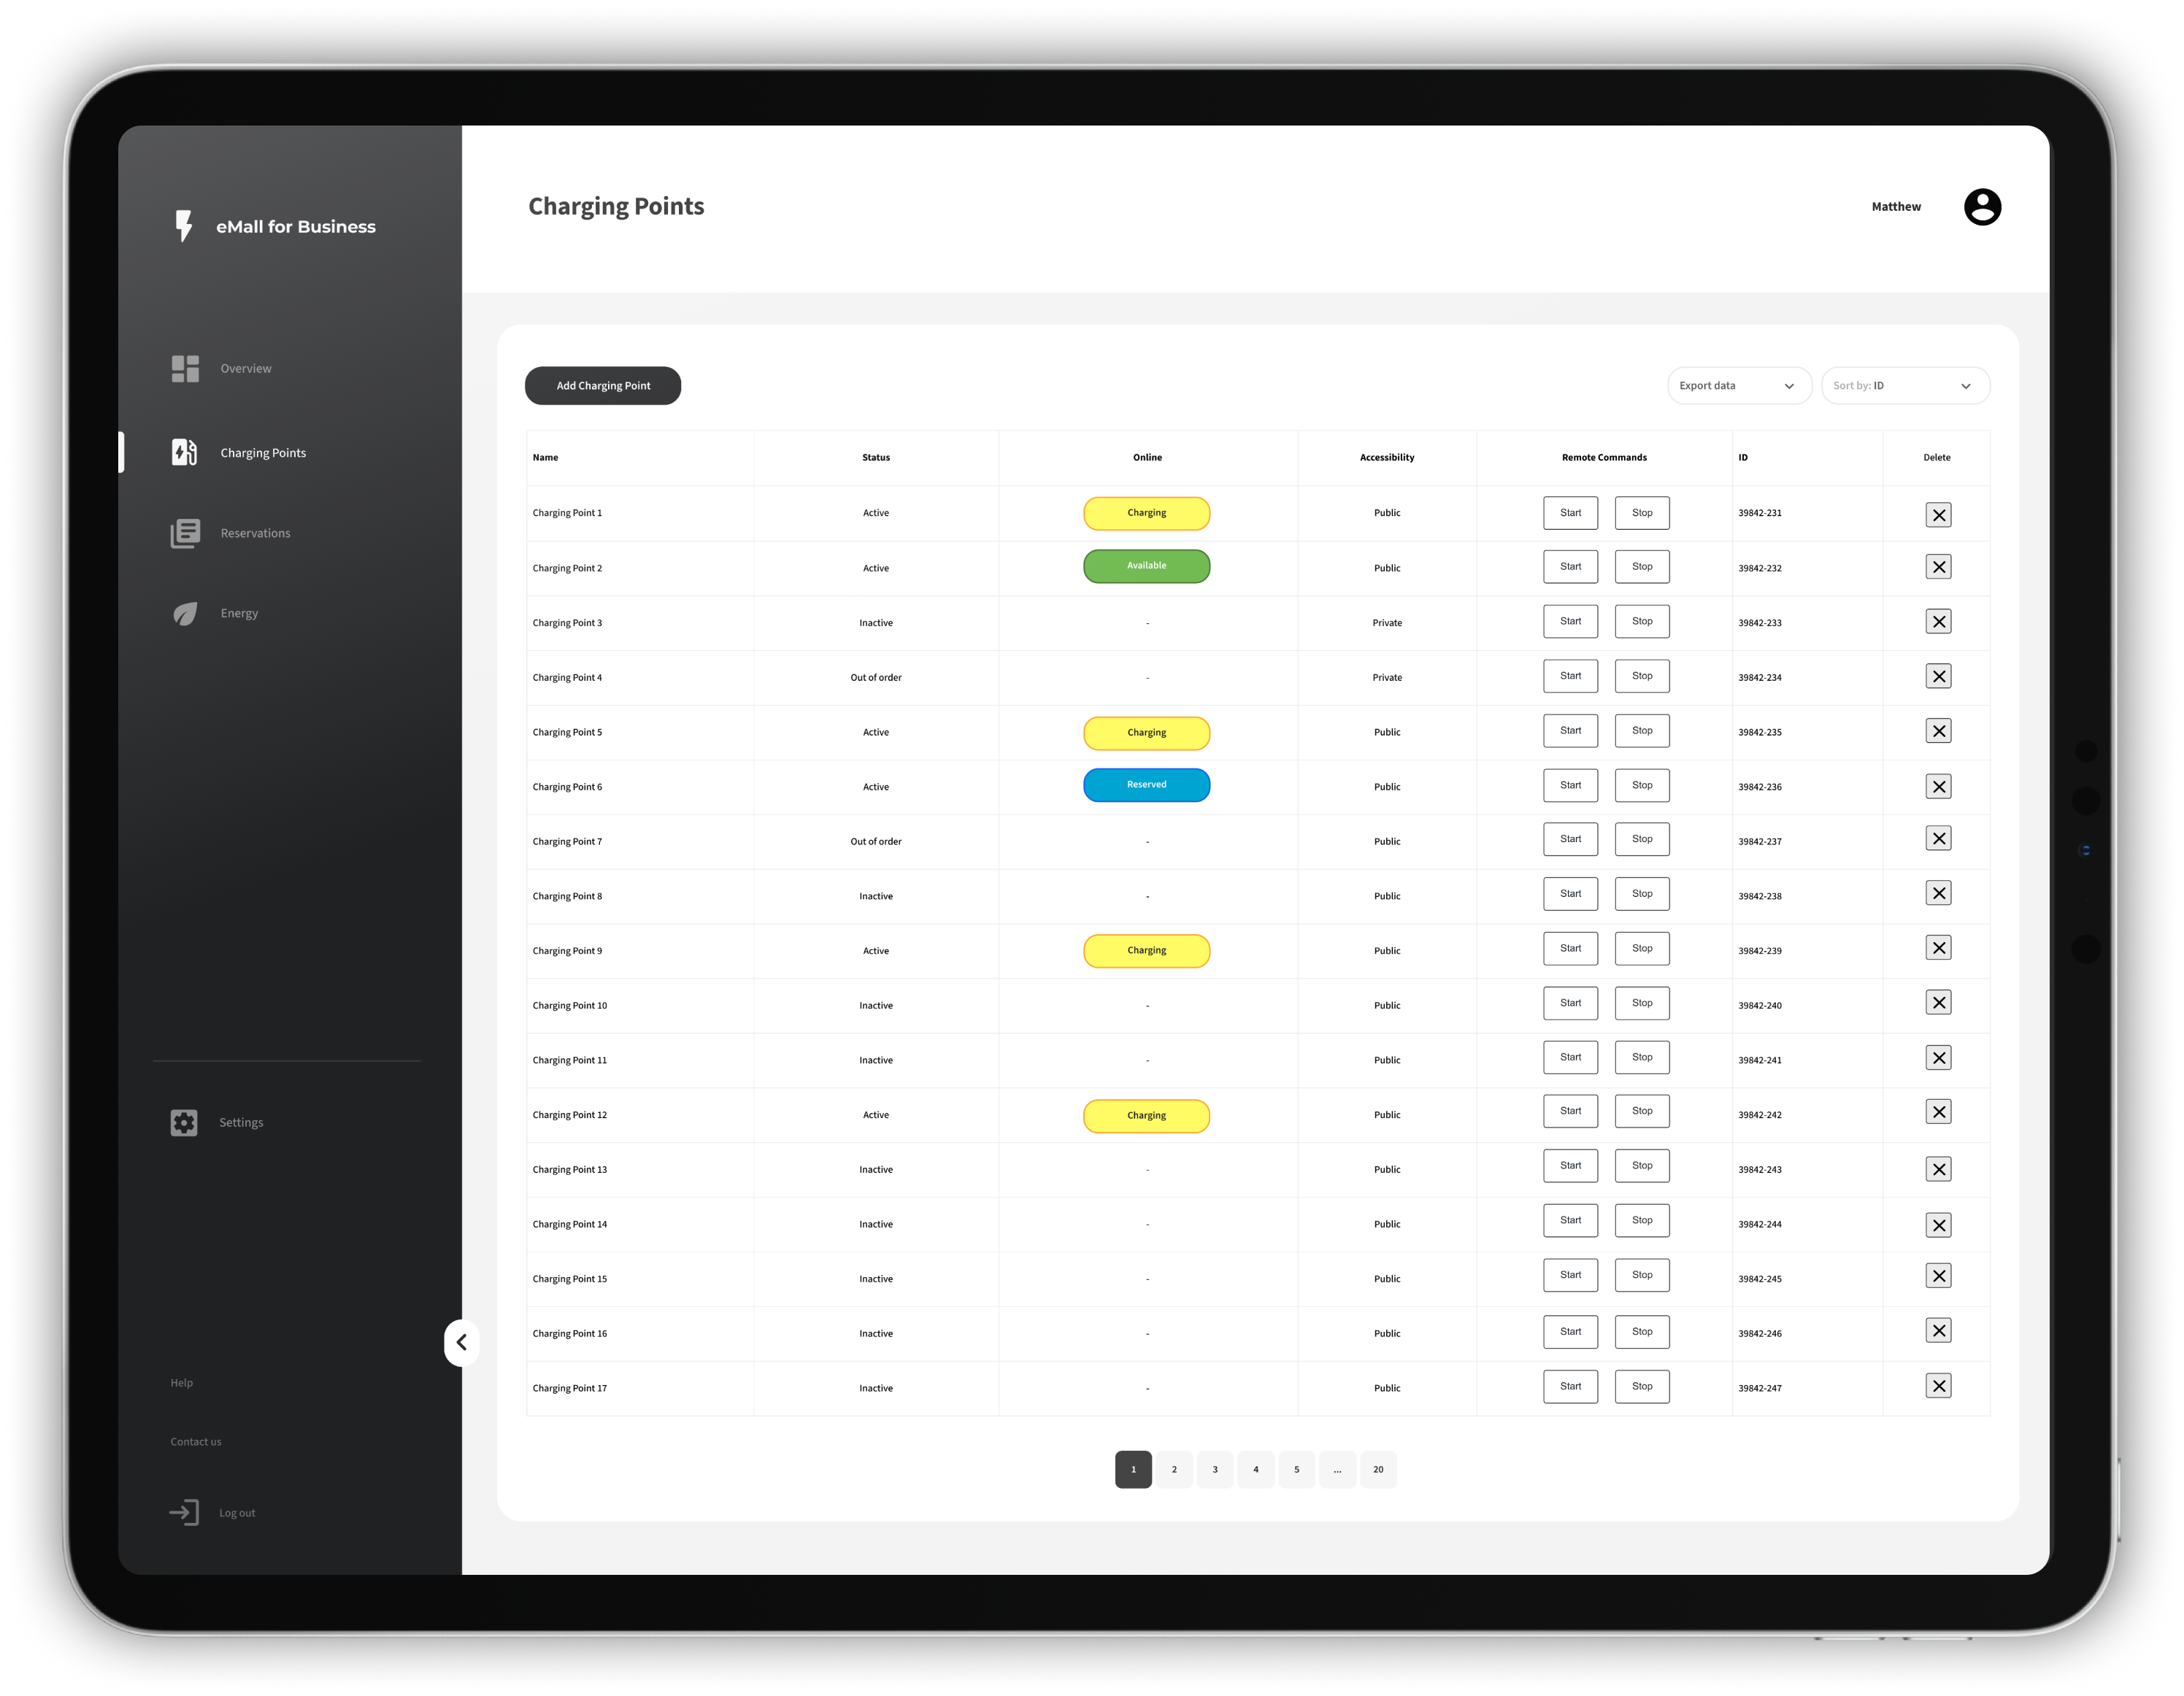 eMall for Business
Overview
Charging Points
Reservations
Energy
Settings
Help
Contact us
Log out
Charging Points
Matthew
Add Charging Point
Export data
Sort by: ID
Name Status Online Accessibility Remote Commands ID Delete
Charging Point 1 Active Charging Public Start Stop 39842-231
Charging Point 2 Active Available Public Start Stop 39842-232
Charging Point 3 Inactive - Private Start Stop 39842-233
Charging Point 4 Out of order - Private Start Stop 39842-234
Charging Point 5 Active Charging Public Start Stop 39842-235
Charging Point 6 Active Reserved Public Start Stop 39842-236
Charging Point 7 Out of order - Public Start Stop 39842-237
Charging Point 8 Inactive - Public Start Stop 39842-238
Charging Point 9 Active Charging Public Start Stop 39842-239
Charging Point 10 Inactive - Public Start Stop 39842-240
Charging Point 11 Inactive - Public Start Stop 39842-241
Charging Point 12 Active Charging Public Start Stop 39842-242
Charging Point 13 Inactive - Public Start Stop 39842-243
Charging Point 14 Inactive - Public Start Stop 39842-244
Charging Point 15 Inactive - Public Start Stop 39842-245
Charging Point 16 Inactive - Public Start Stop 39842-246
Charging Point 17 Inactive - Public Start Stop 39842-247
1 2 3 4 5 ... 20